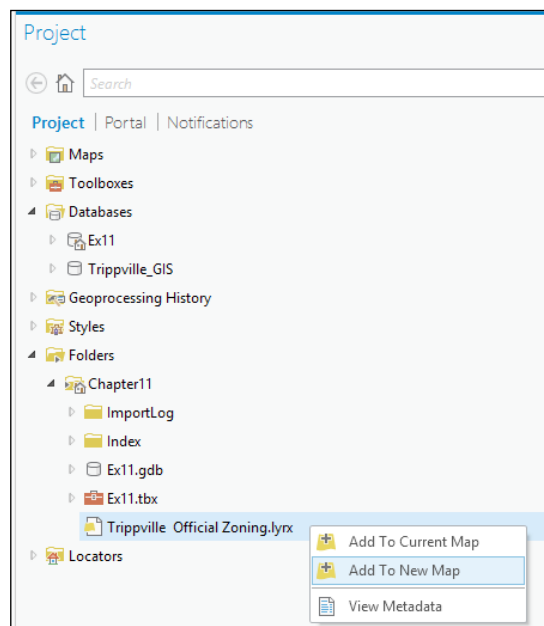 Project
Search
Project | Portal | Notifications
Maps
Toolboxes
Databases
Ex11
Trippville_GIS
Geoprocessing History
Styles
Folders
Chapter11
ImportLog
Index
Ex11.gdb
Ex11.tbx
Trippville Official Zoning.lyrx
Add To Current Map
Locators
Add To New Map
View Metadata